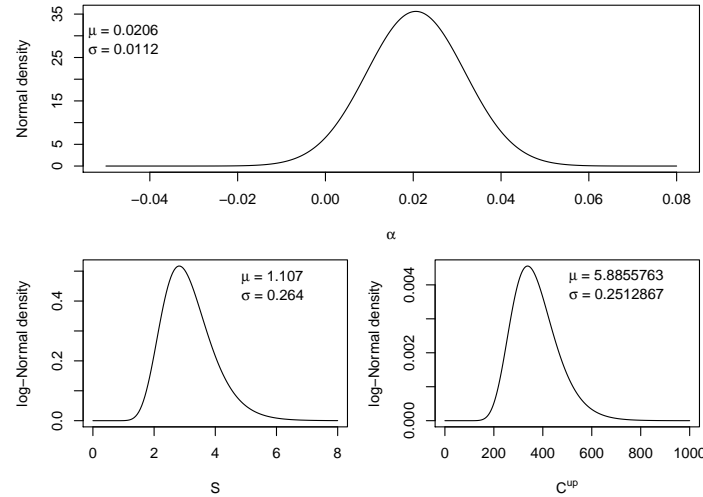 μ = 0.0206
σ = 0.0112
Normal density
0 5 15 25 35
−0.04 −0.02 0.00 0.02 0.04 0.06 0.08
α
μ = 1.107
σ = 0.264
log−Normal density
0.0 0.2 0.4
0 2 4 6 8
S
μ = 5.8855763
σ = 0.2512867
log−Normal density
0.000 0.002 0.004
0 200 400 600 800 1000
C^up